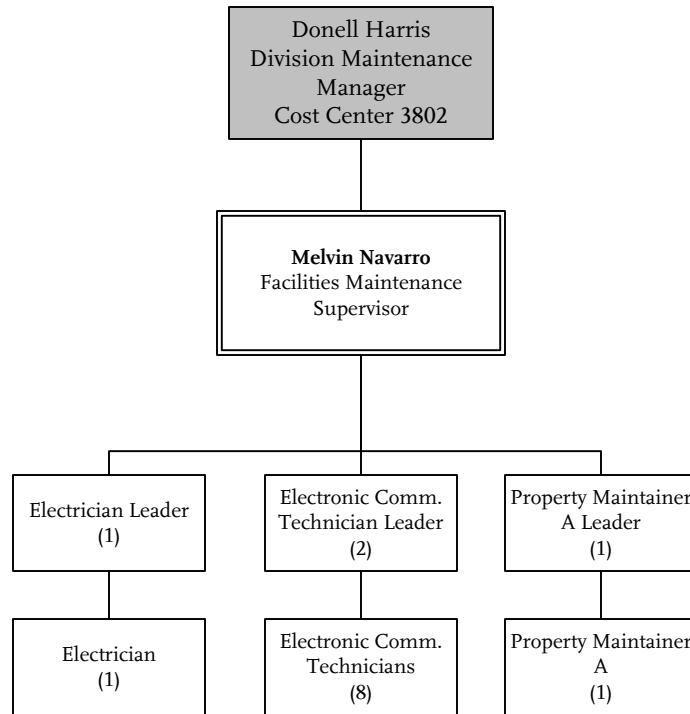 Donell Harris
Division Maintenance
Manager
Cost Center 3802
Melvin Navarro
Facilities Maintenance
Supervisor
Electrician Leader
(1)
Electronic Comm.
Technician Leader
(2)
Property Maintainer
A Leader
(1)
Electrician
(1)
Electronic Comm.
Technicians
(8)
Property Maintainer
A
(1)